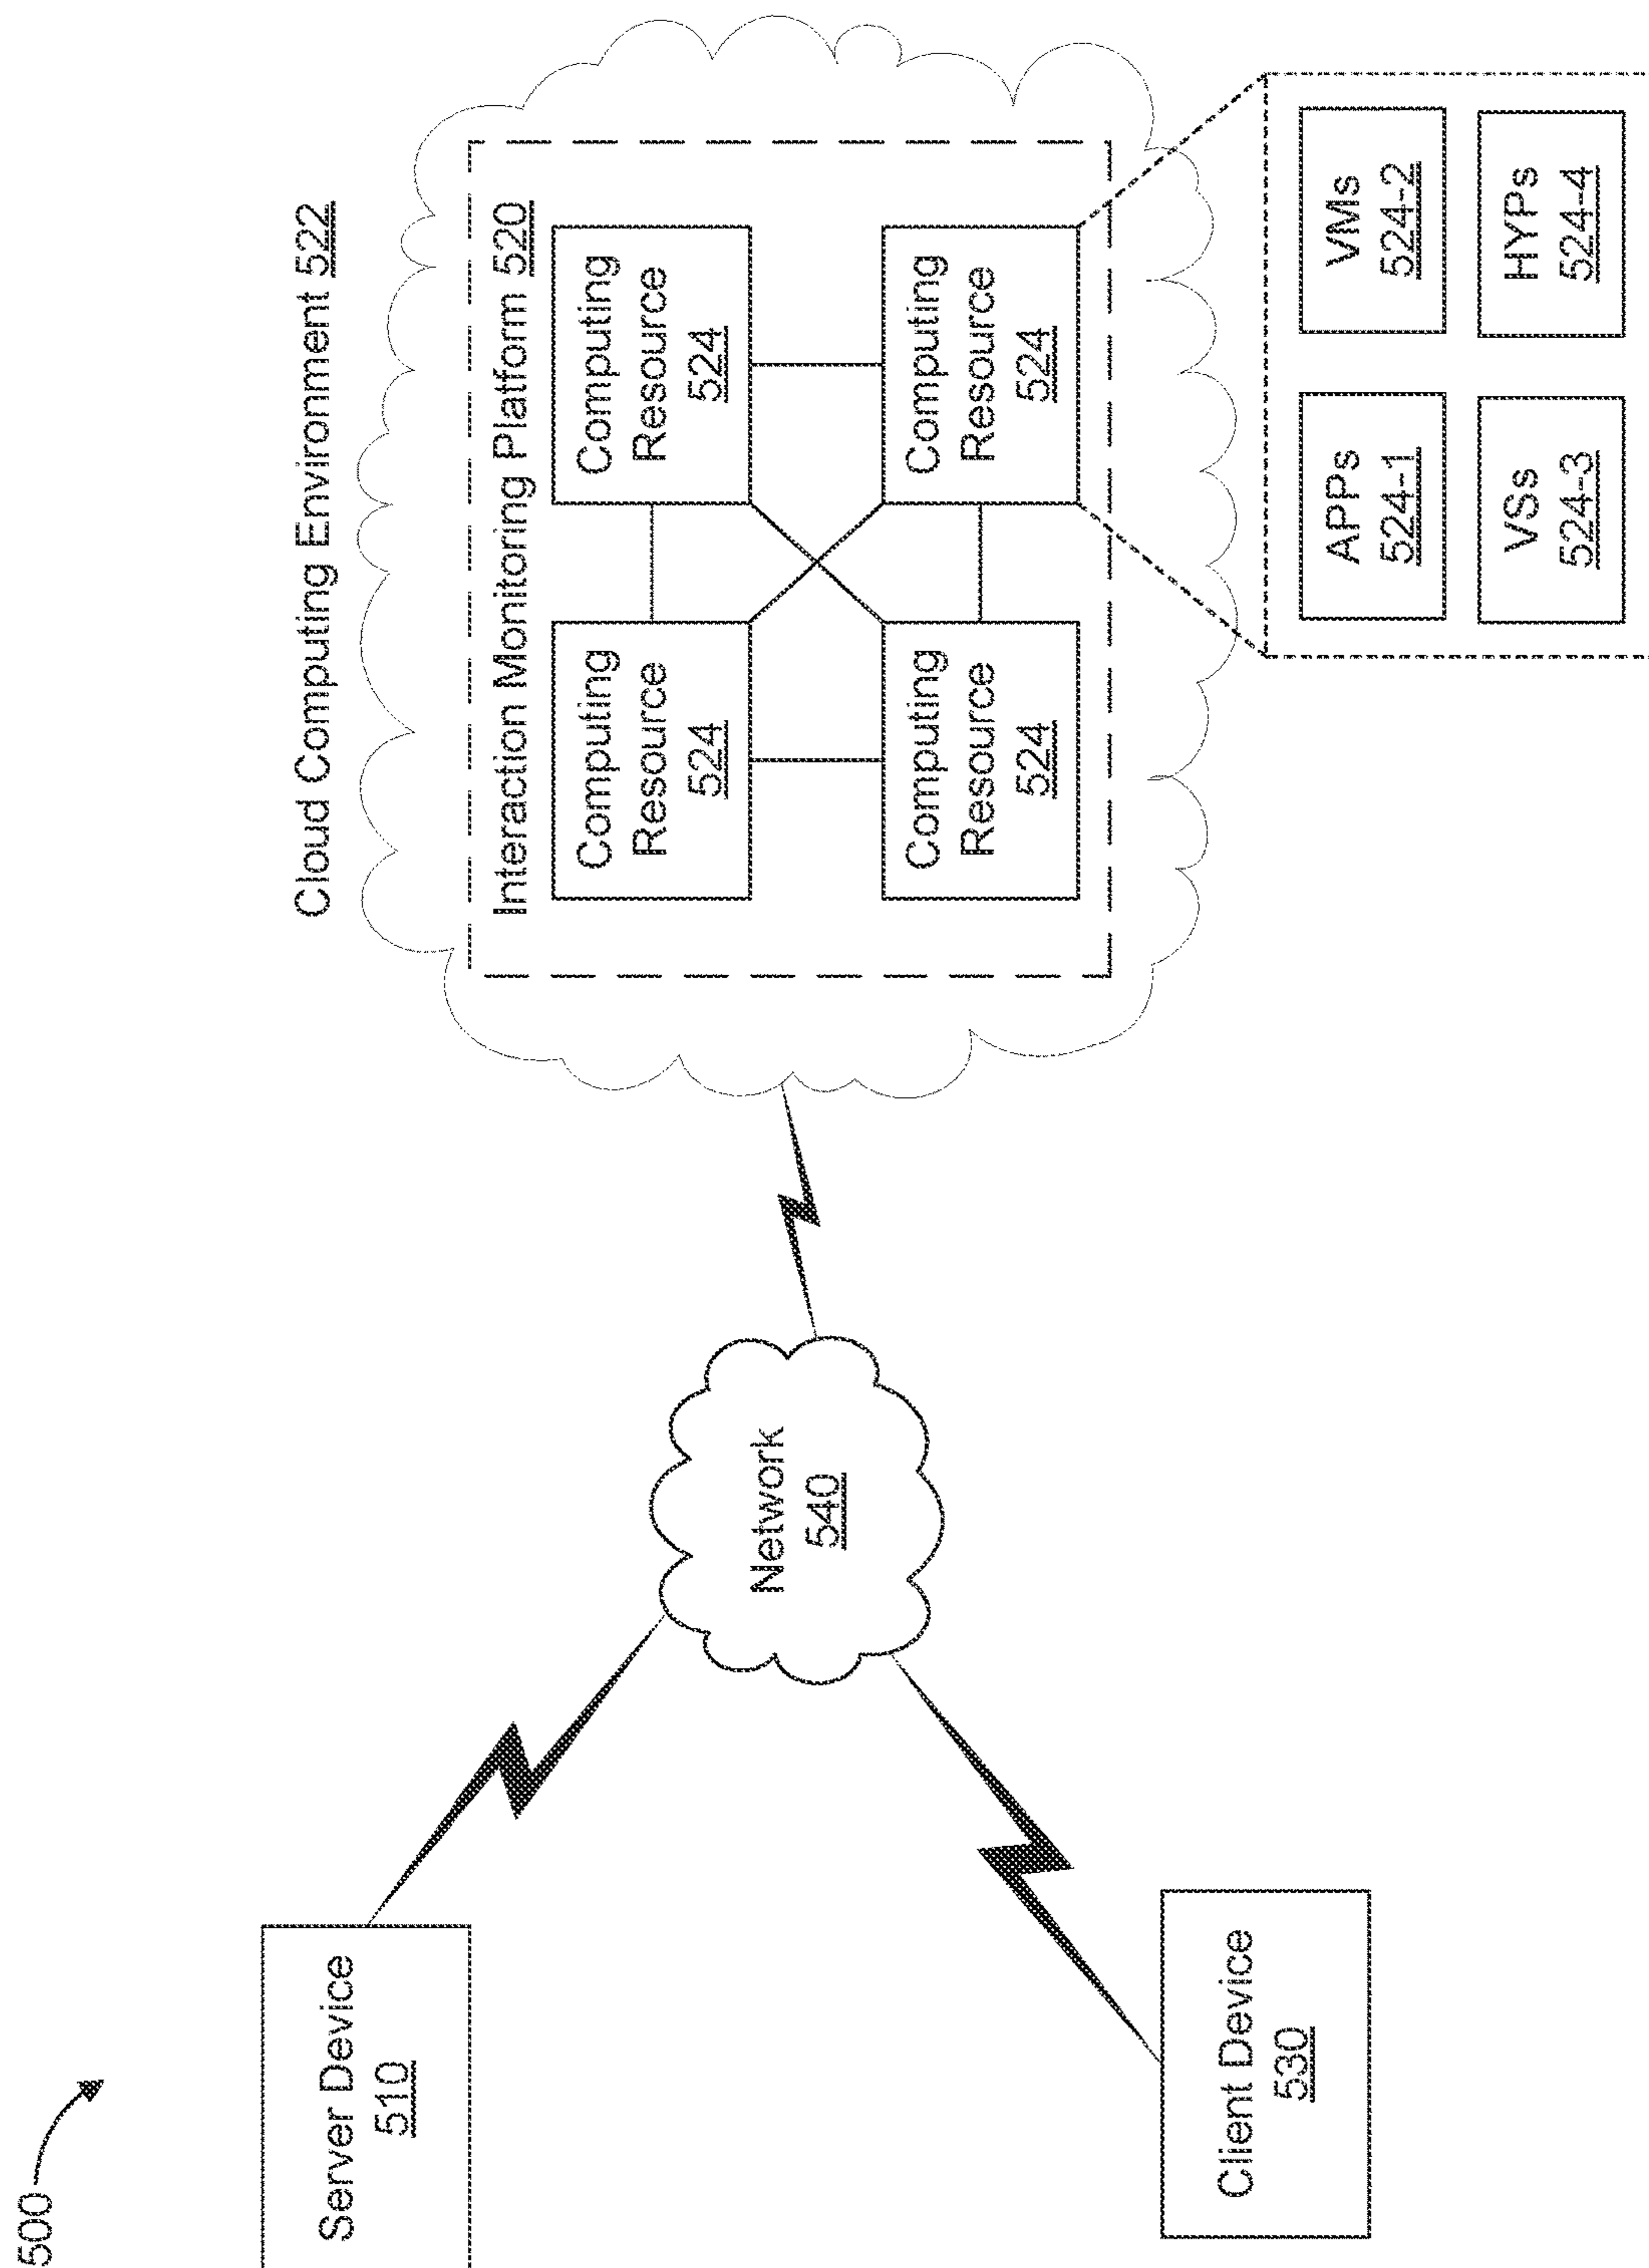 500
Cloud Computing Environment 522
Server Device
510
Interaction Monitoring Platform 520
Computing
Resource
524
Computing
Resource
524
Network
540
Computing
Resource
524
Computing
Resource
524
Client Device
530
APPs
524-1
VMs
524-2
VSs
524-3
HYPs
524-4